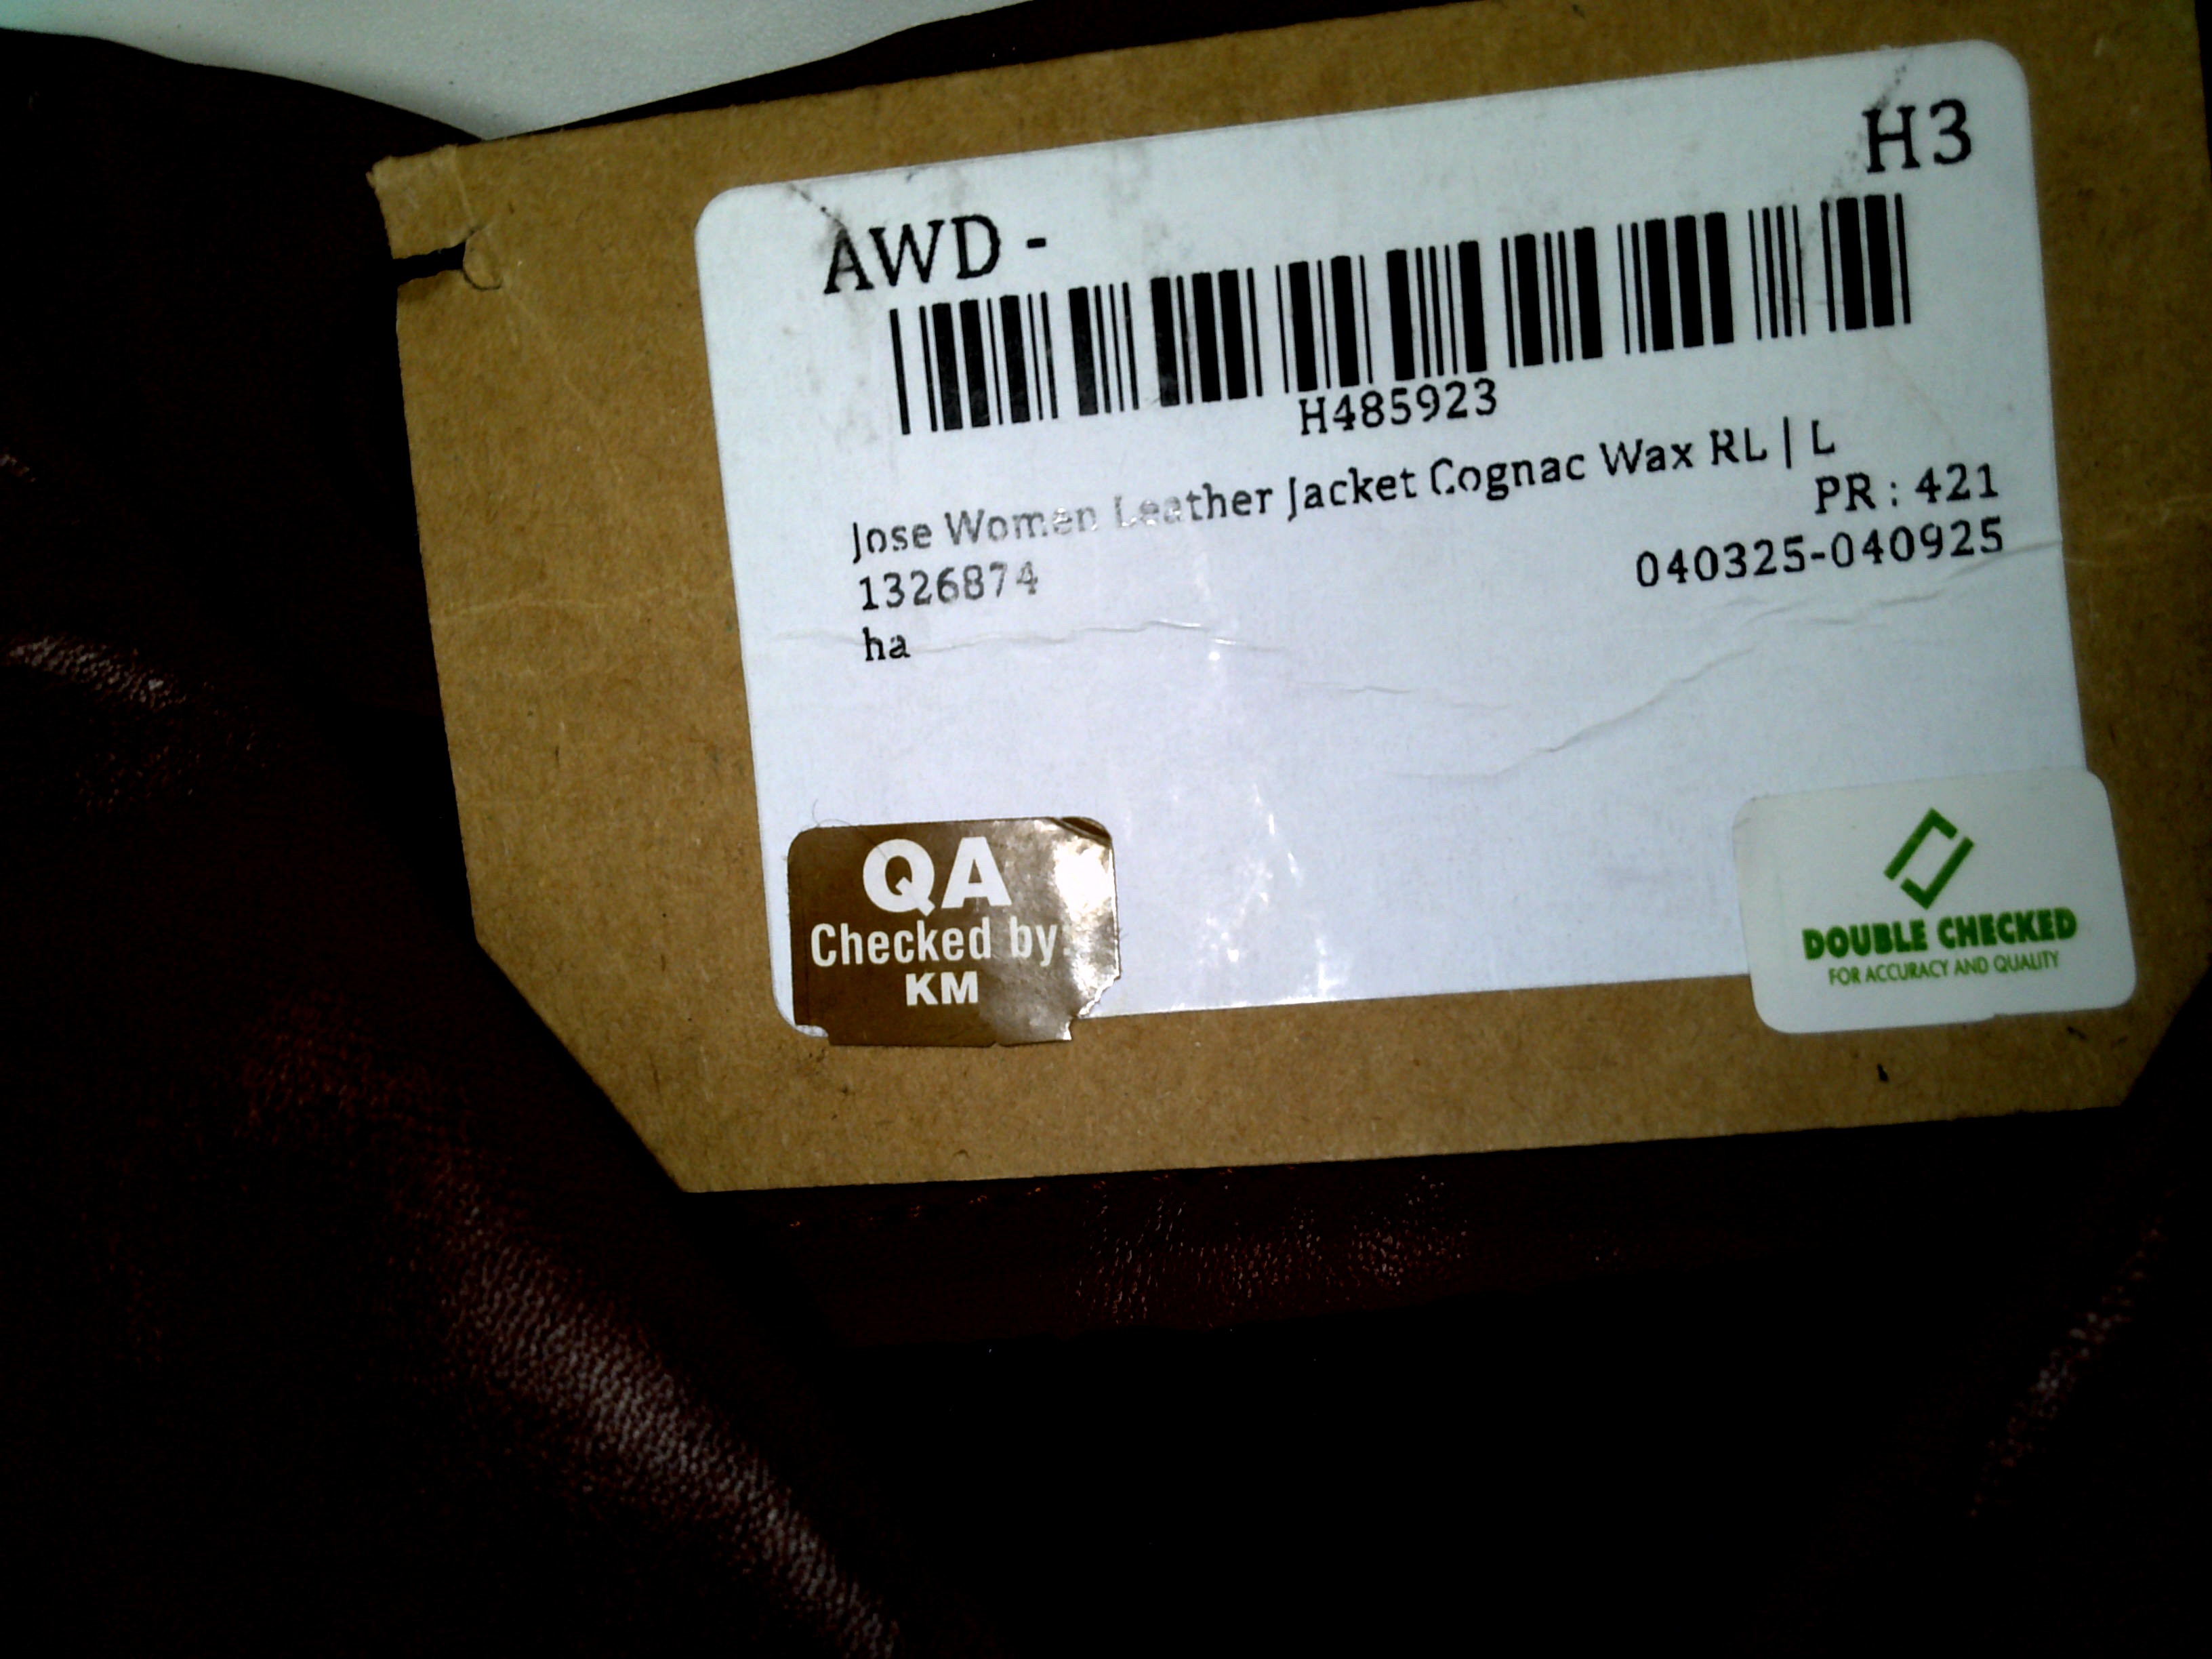 H3
AWD -
H485923
Jose Women Leather Jacket Cognac Wax RL | L
PR : 421
1326874
040325-040925
ha
QA
Checked by
KM
DOUBLE CHECKED
FOR ACCURACY AND QUALITY